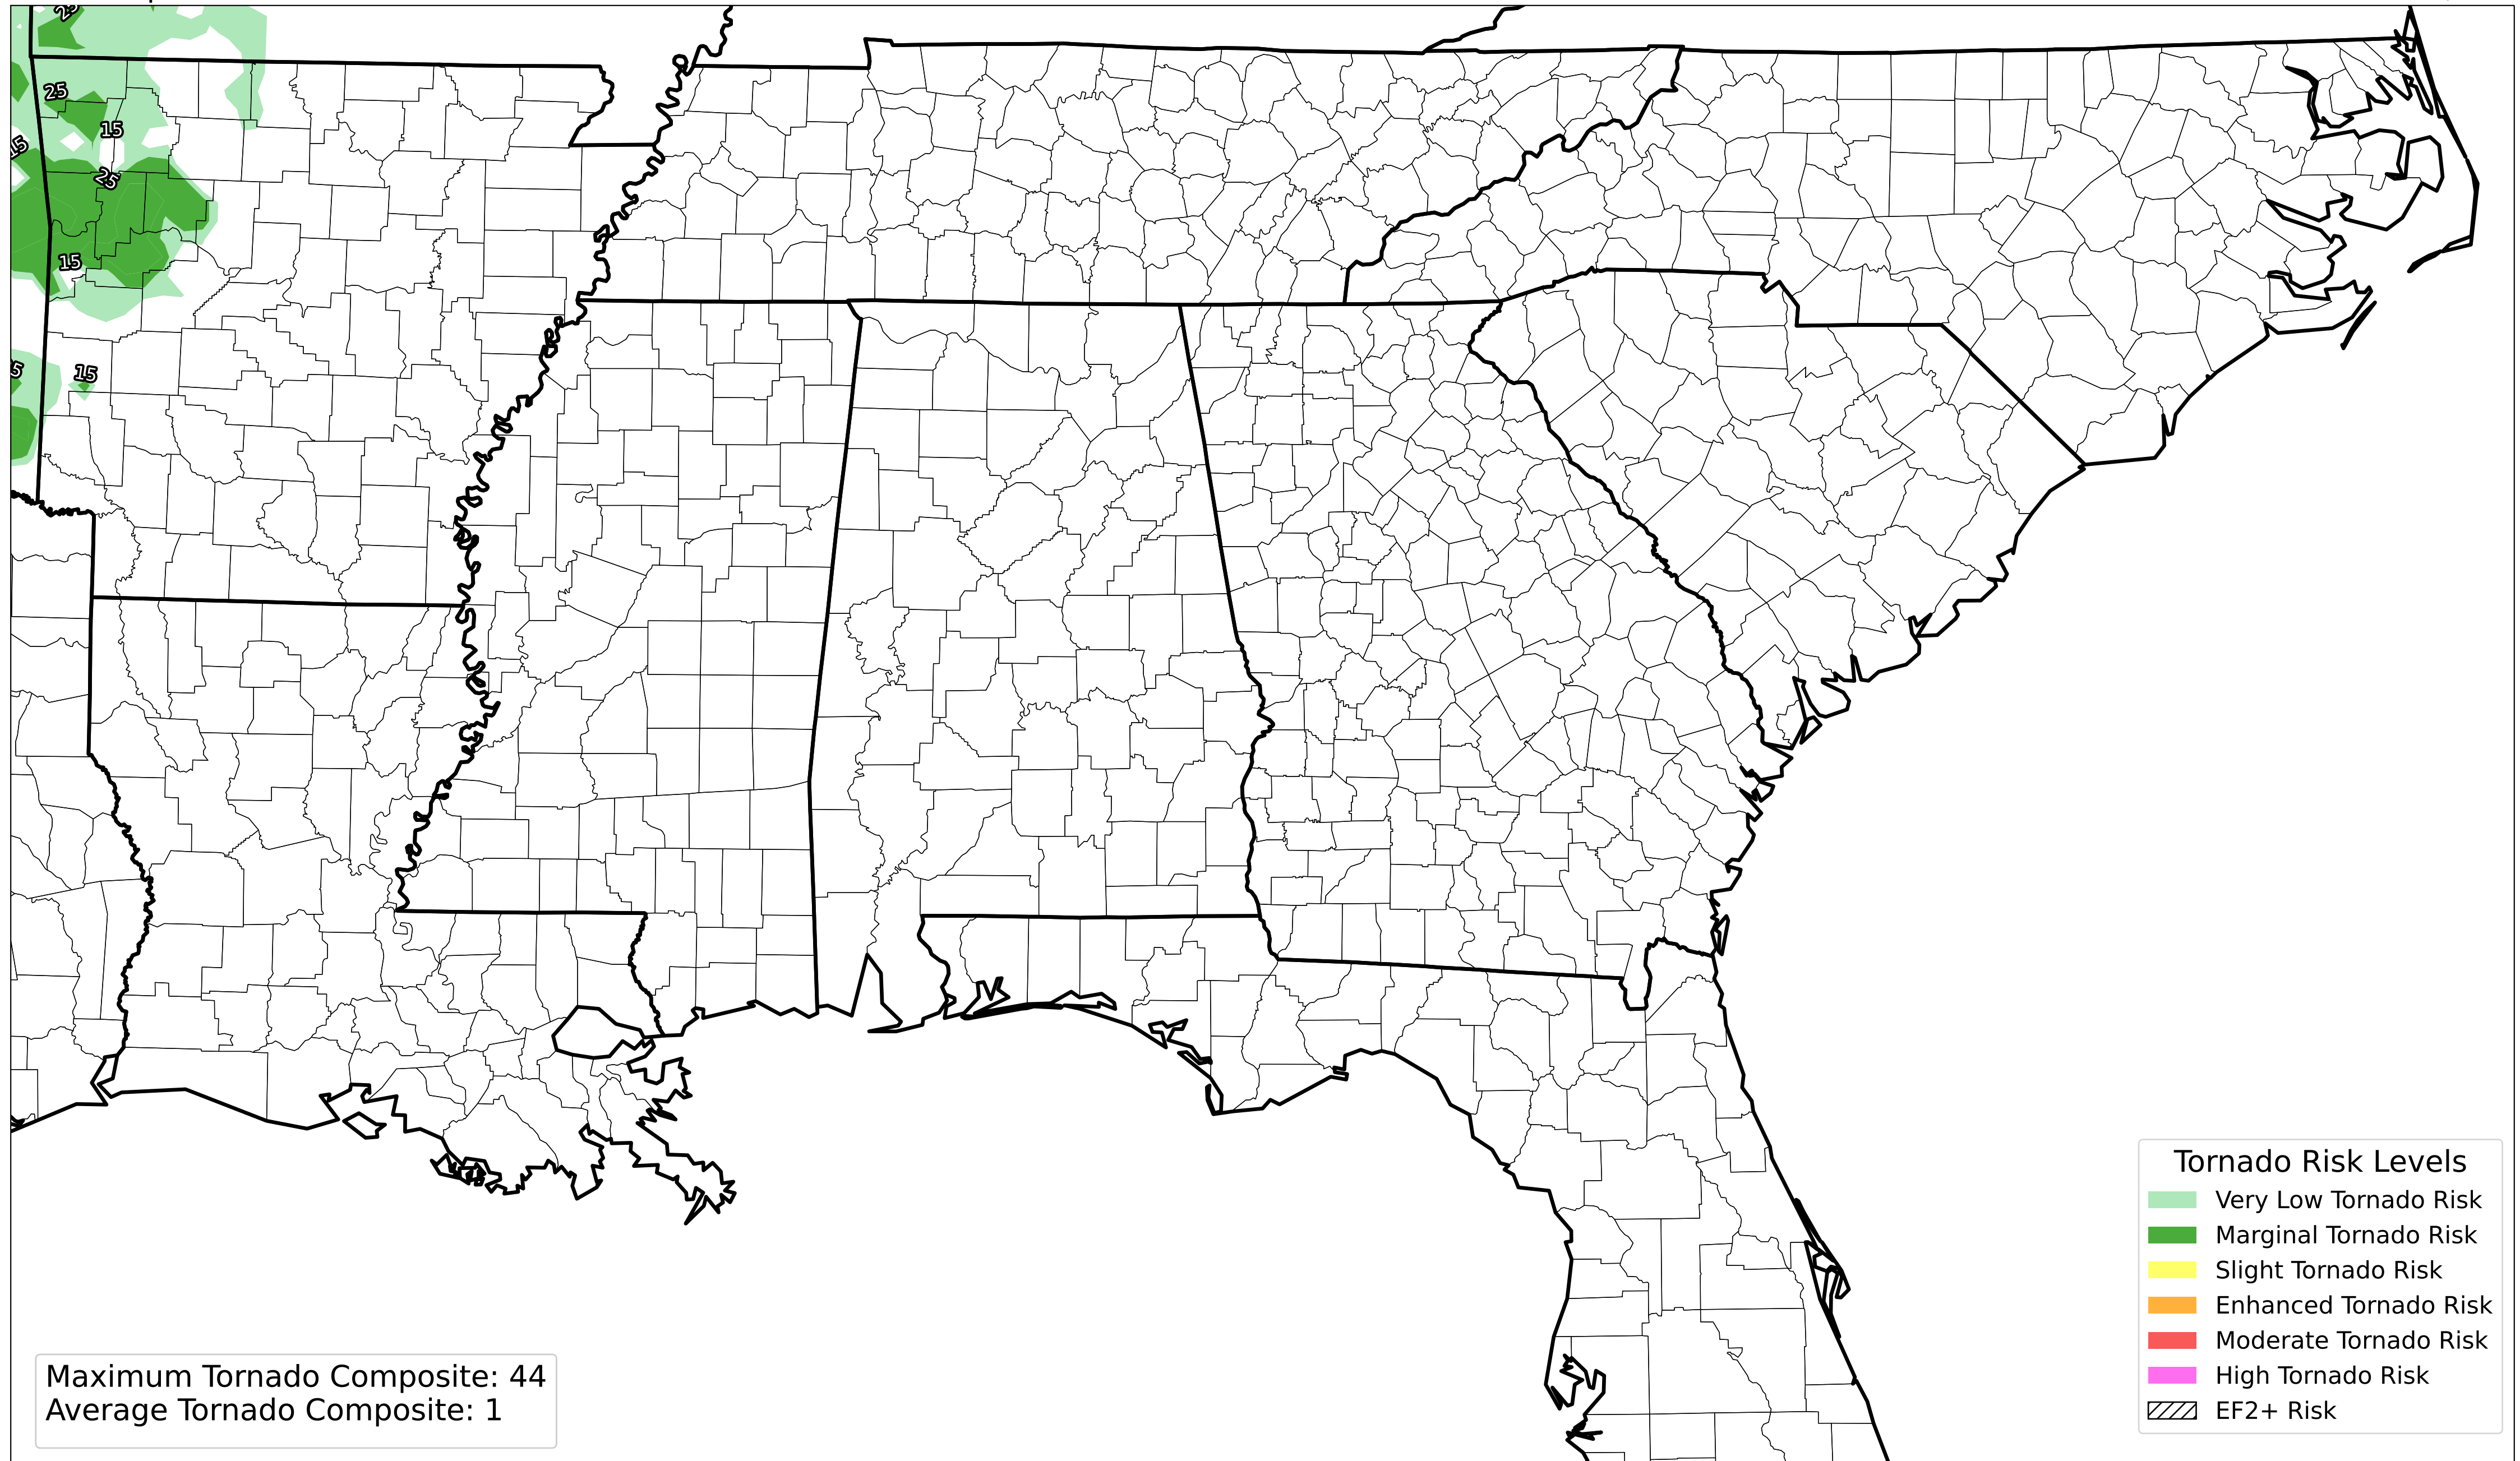 25
25
15
15
25
15
5
15
Tornado Risk Levels
Very Low Tornado Risk
Marginal Tornado Risk
Slight Tornado Risk
Enhanced Tornado Risk
Moderate Tornado Risk
High Tornado Risk
EF2+ Risk
Maximum Tornado Composite: 44
Average Tornado Composite: 1